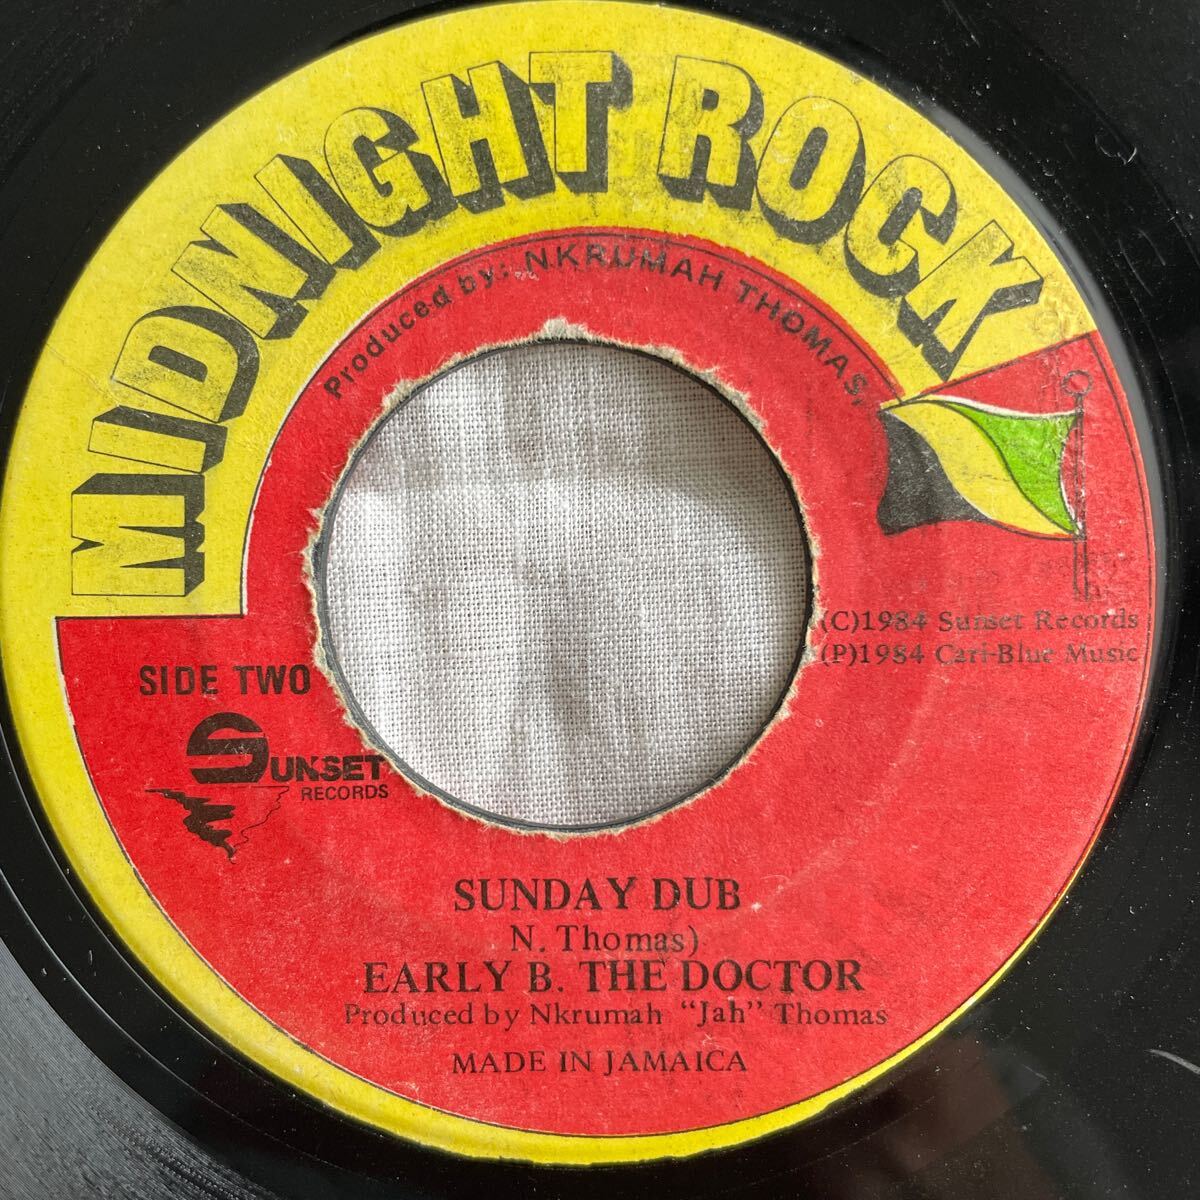 MIDNIGHT ROCK
Produced by: NKRUMAH THOMAS,
(C)1984 Sunset Records
(P)1984 Cari-Blue Music
SIDE TWO
SUNSET
RECORDS
SUNDAY DUB
N. Thomas)
EARLY B. THE DOCTOR
Produced by Nkrumah "Jah" Thomas
MADE IN JAMAICA